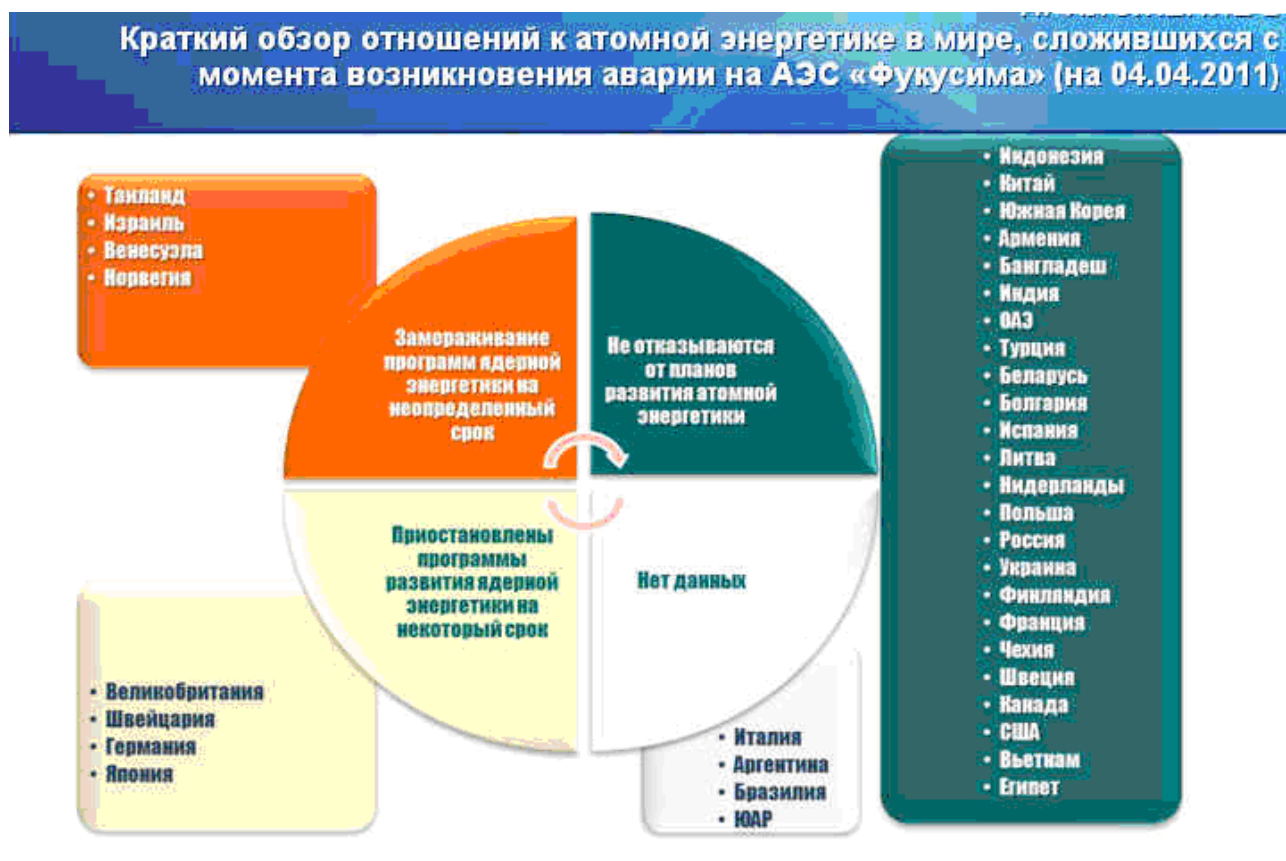 Краткий обзор отношений к атомной энергетике в мире, сложившихся с
момента возникновения аварии на АЭС «Фукусима» (на 04.04.2011)
• Таиланд
• Израиль
• Венесуэла
• Норвегия
Замораживание
программ ядерной
энергетики на
неопределенный
срок
Не отказываются
от планов
развития атомной
энергетики
• Индонезия
• Китай
• Южная Корея
• Армения
• Бангладеш
• Индия
• ОАЭ
• Турция
• Беларусь
• Болгария
• Испания
• Литва
• Нидерланды
• Польша
• Россия
• Украина
• Финляндия
• Франция
• Чехия
• Швеция
• Канада
• США
• Вьетнам
• Египет
Приостановлены
программы
развития ядерной
энергетики на
некоторый срок
Нет данных
• Великобритания
• Швейцария
• Германия
• Япония
• Италия
• Аргентина
• Бразилия
• ЮАР